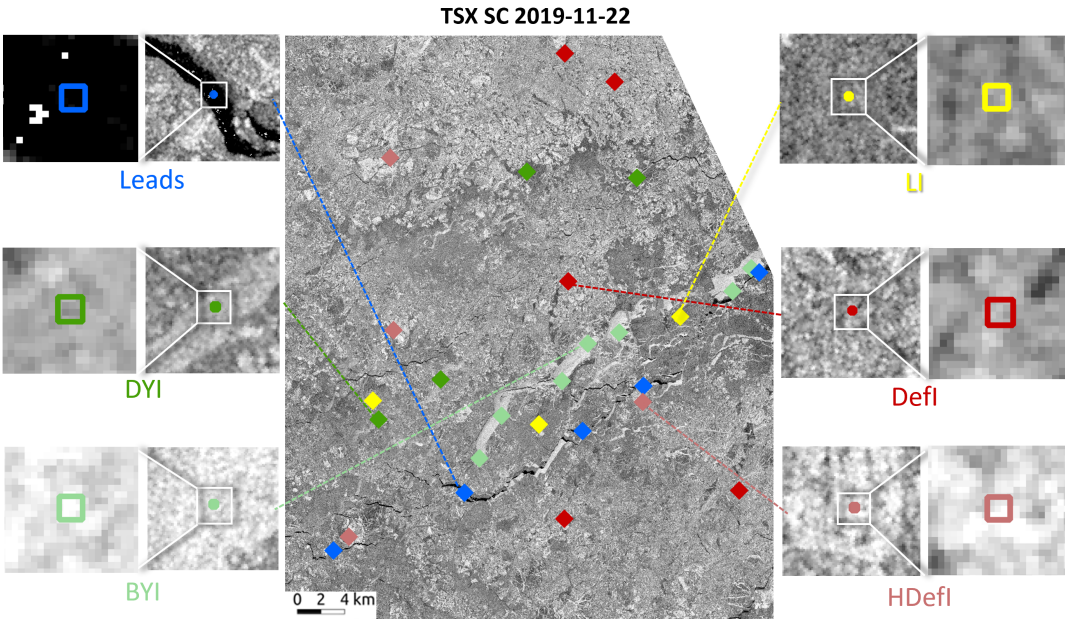 TSX SC 2019-11-22
Leads
LI
DYI
DefI
BYI
HDefI
0 2 4 km